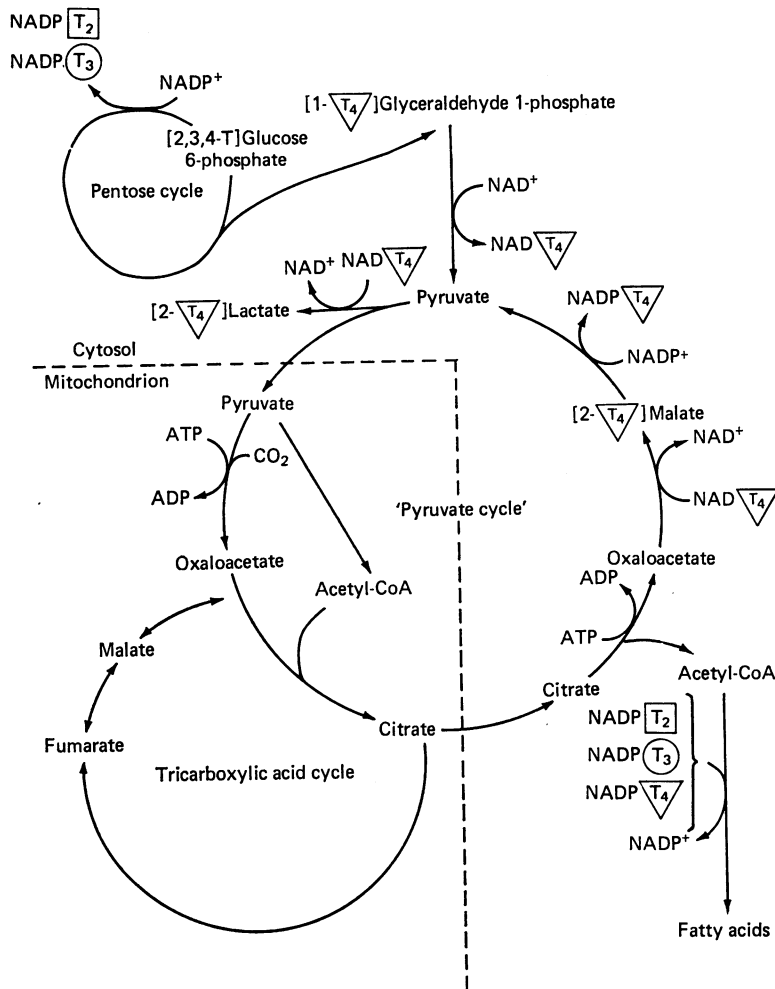 NADP T2
NADP T3
NADP+
[1-T4]Glyceraldehyde 1-phosphate
[2,3,4-T]Glucose
6-phosphate
Pentose cycle
NAD+
NAD T4
NAD+ NAD T4
[2-T4]Lactate
Pyruvate
NADP T4
NADP+
Cytosol
Mitochondrion
Pyruvate
[2-T4]Malate
ATP
CO2
ADP
NAD+
NAD T4
'Pyruvate cycle'
Oxaloacetate
Acetyl-CoA
Oxaloacetate
ADP
ATP
Malate
Acetyl-CoA
Citrate
Citrate
Fumarate
NADP T2
NADP T3
NADP T4
NADP+
Tricarboxylic acid cycle
Fatty acids